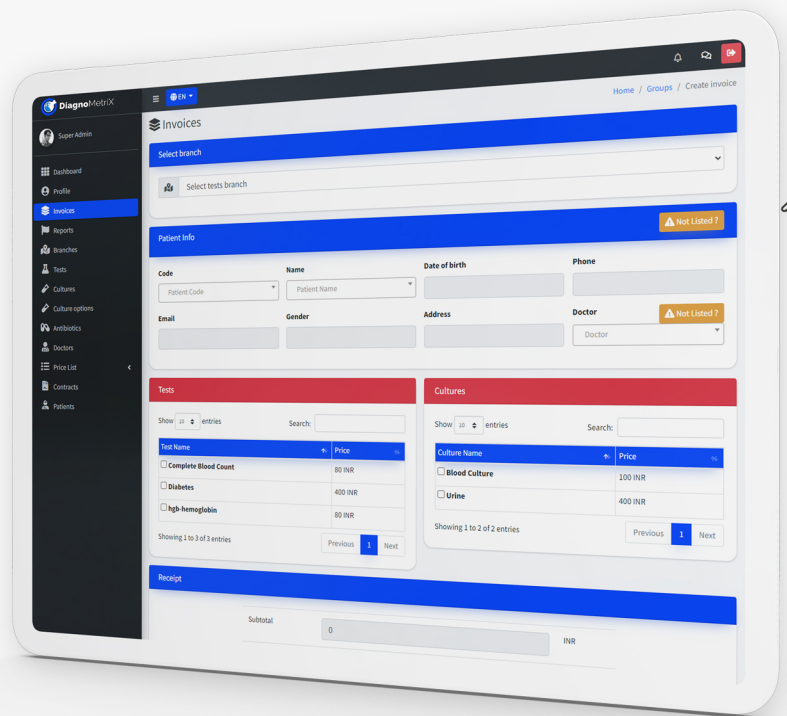 DiagnoMetriX
EN
Super Admin
Dashboard
Profile
Invoices
Reports
Branches
Tests
Cultures
Culture options
Antibiotics
Doctors
Price List
Contracts
Patients
Home / Groups / Create invoice
Invoices
Select branch
Select tests branch
Patient Info
Not Listed ?
Code
Name
Date of birth
Phone
Patient Code
Patient Name
Email
Gender
Address
Doctor
Not Listed ?
Doctor
Tests
Show 10 entries
Search:
Test Name Price
Complete Blood Count 80 INR
Diabetes 400 INR
hgb-hemoglobin 80 INR
Showing 1 to 3 of 3 entries
Previous 1 Next
Cultures
Show 10 entries
Search:
Culture Name Price
Blood Culture 100 INR
Urine 400 INR
Showing 1 to 2 of 2 entries
Previous 1 Next
Receipt
Subtotal 0 INR